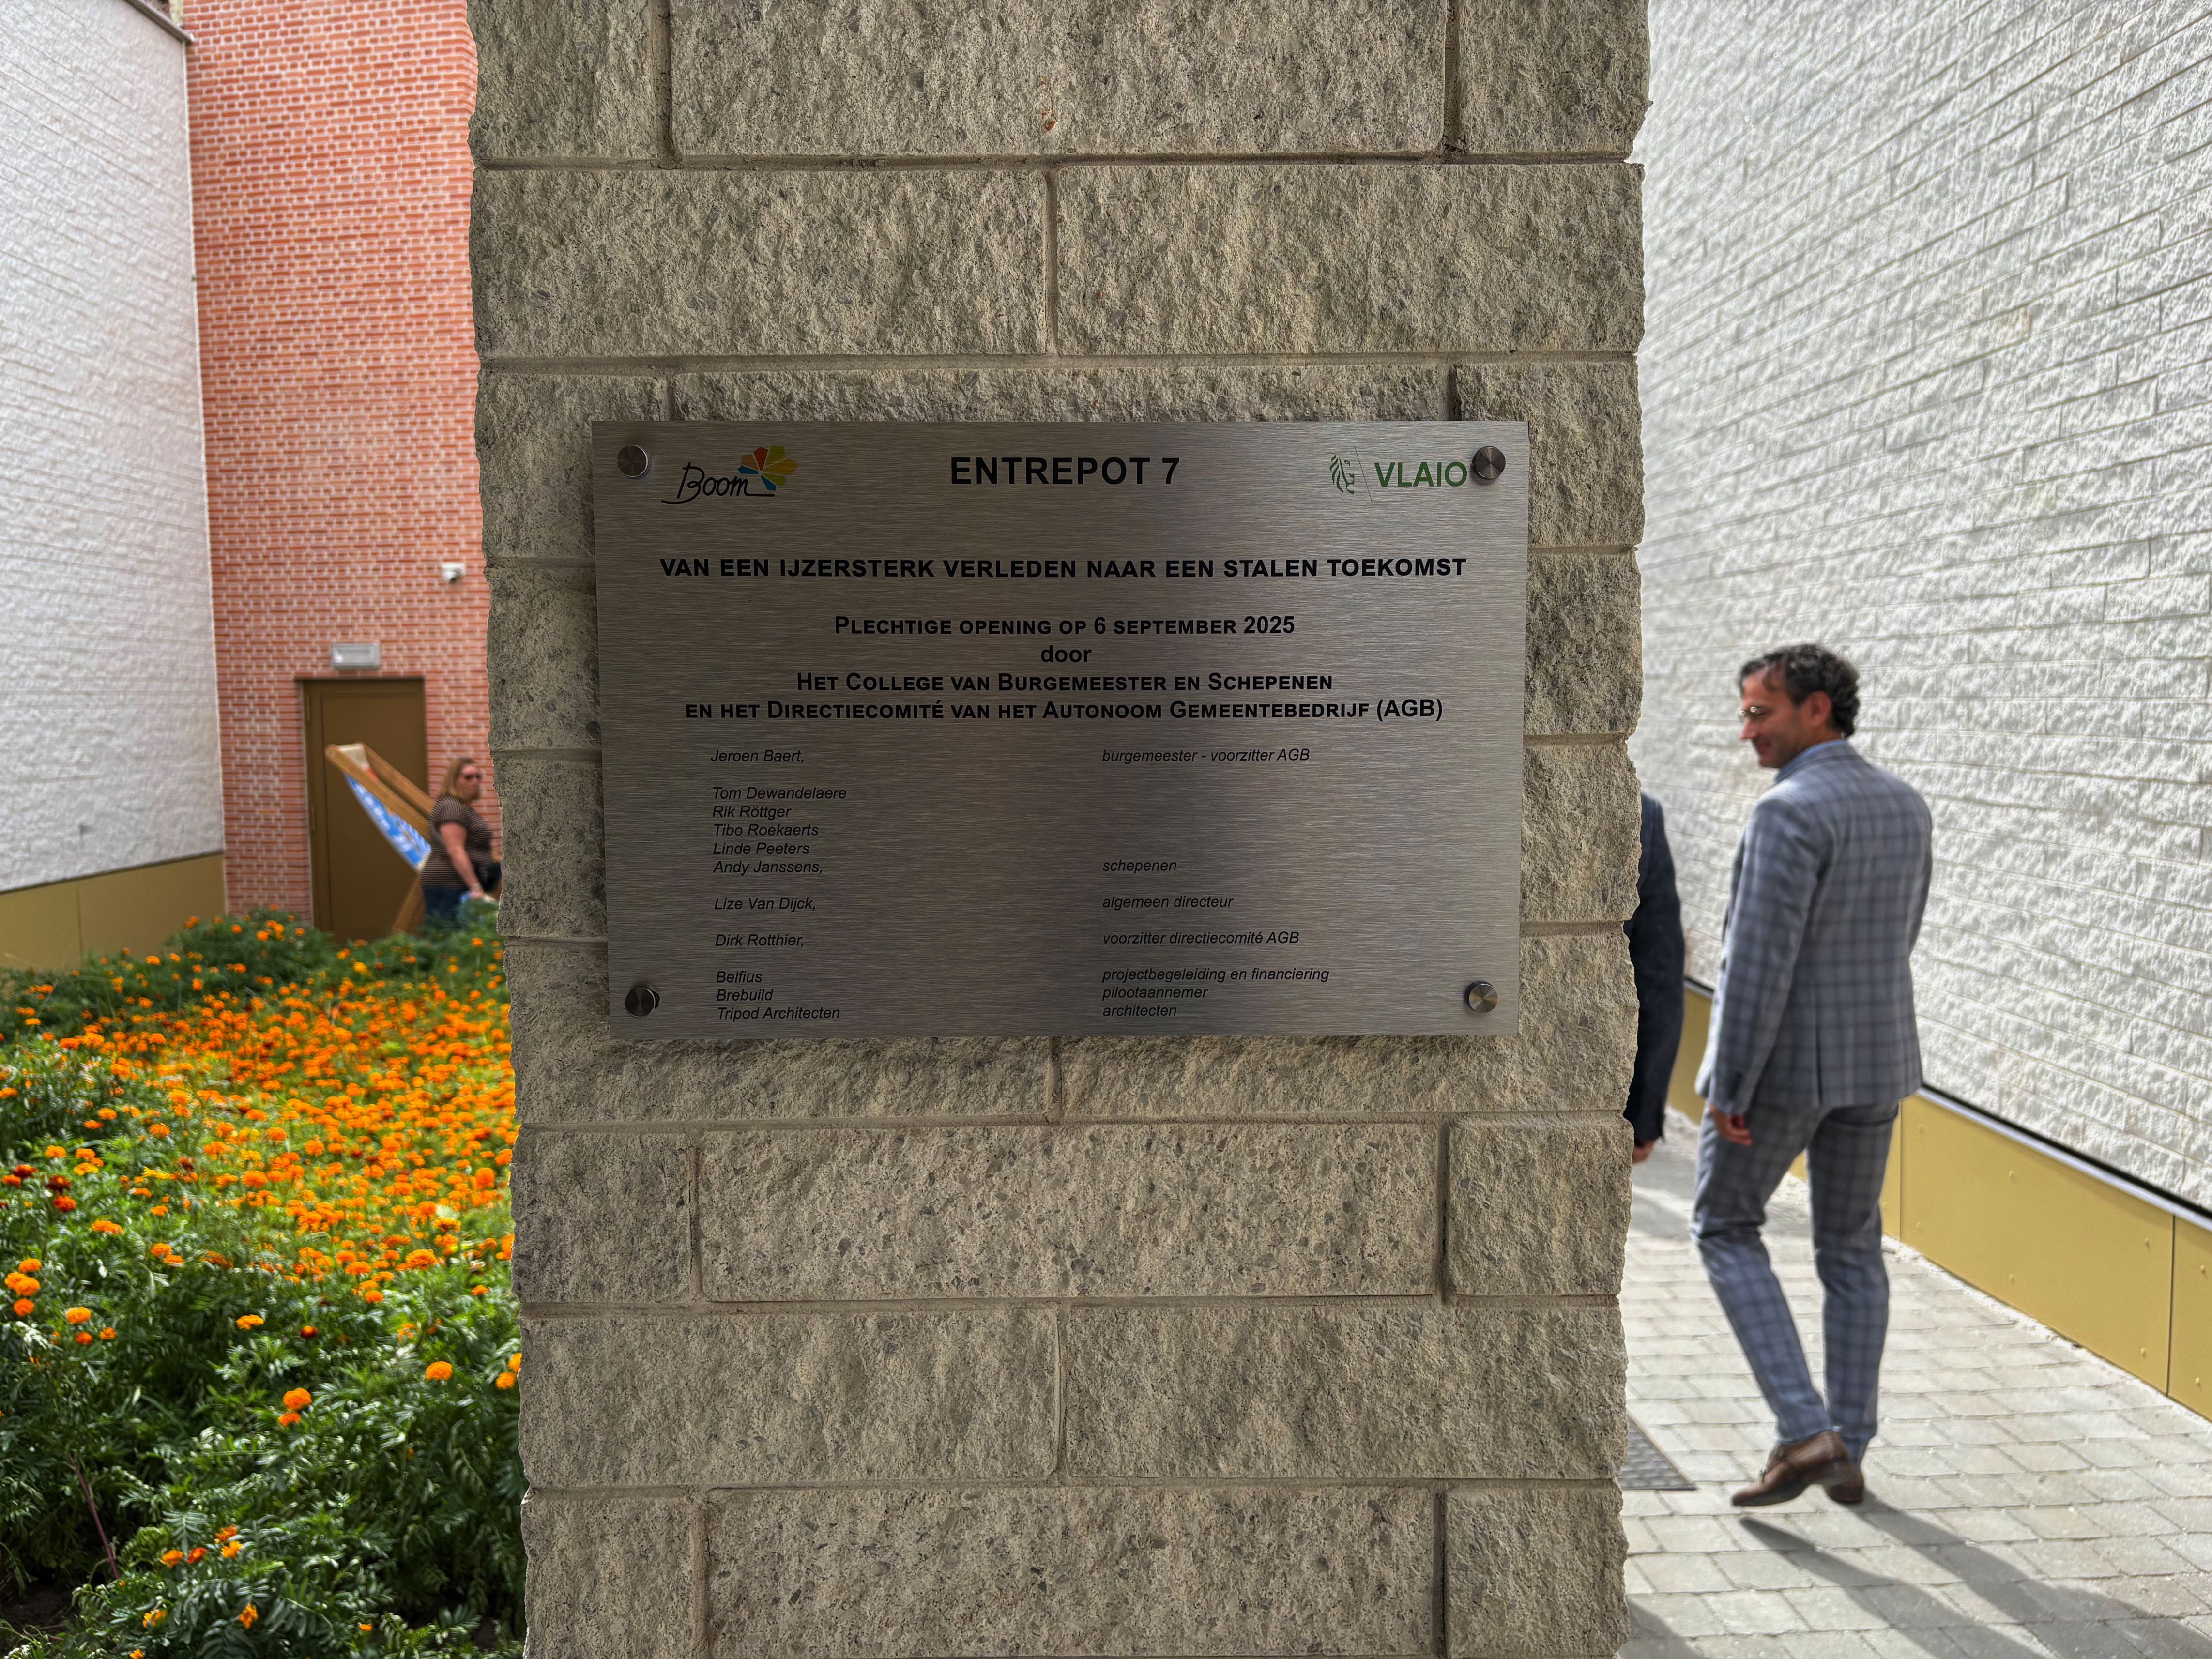 Boom
ENTREPOT 7
VLAIO
VAN EEN IJZERSTERK VERLEDEN NAAR EEN STALEN TOEKOMST
PLECHTIGE OPENING OP 6 SEPTEMBER 2025
door
HET COLLEGE VAN BURGEMEESTER EN SCHEPENEN
EN HET DIRECTIECOMITÉ VAN HET AUTONOOM GEMEENTEBEDRIJF (AGB)
Jeroen Baert, burgemeester - voorzitter AGB
Tom Dewandelaere
Rik Röttger
Tibo Roekaerts
Linde Peeters
Andy Janssens, schepenen
Lize Van Dijck, algemeen directeur
Dirk Rotthier, voorzitter directiecomité AGB
Belfius projectbegeleiding en financiering
Brebuild pilootaannemer
Tripod Architecten architecten